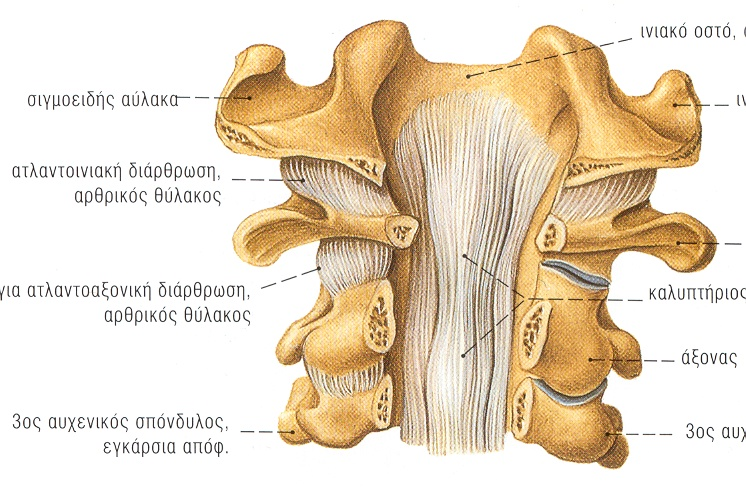 ινιακό οστό,
σιγμοειδής αύλακα
ατλαντοινιακή διάρθρωση,
αρθρικός θύλακος
για ατλαντοαξονική διάρθρωση,
αρθρικός θύλακος
καλυπτήριος
άξονας
3ος αυχενικός σπόνδυλος,
εγκάρσια απόφ.
3ος αυχ